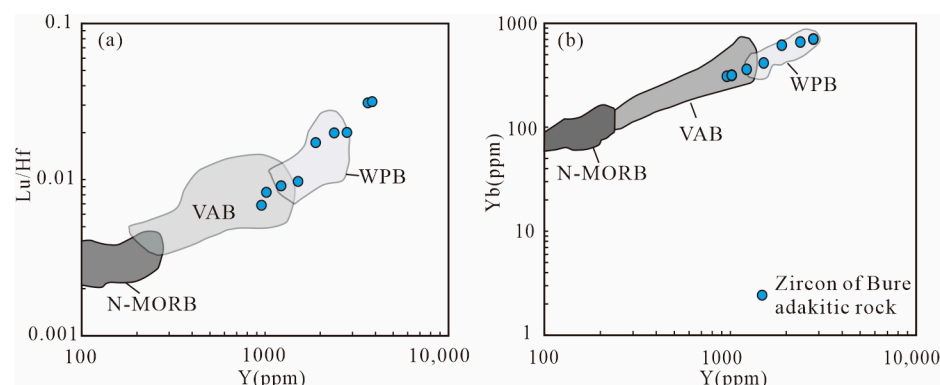 0.1
(a)
Lu/Hf
0.01
VAB
WPB
N-MORB
0.001
100
1000
10,000
Y(ppm)
1000
(b)
WPB
100
VAB
Yb(ppm)
N-MORB
10
Zircon of Bure
adakitic rock
1
100
1000
10,000
Y(ppm)